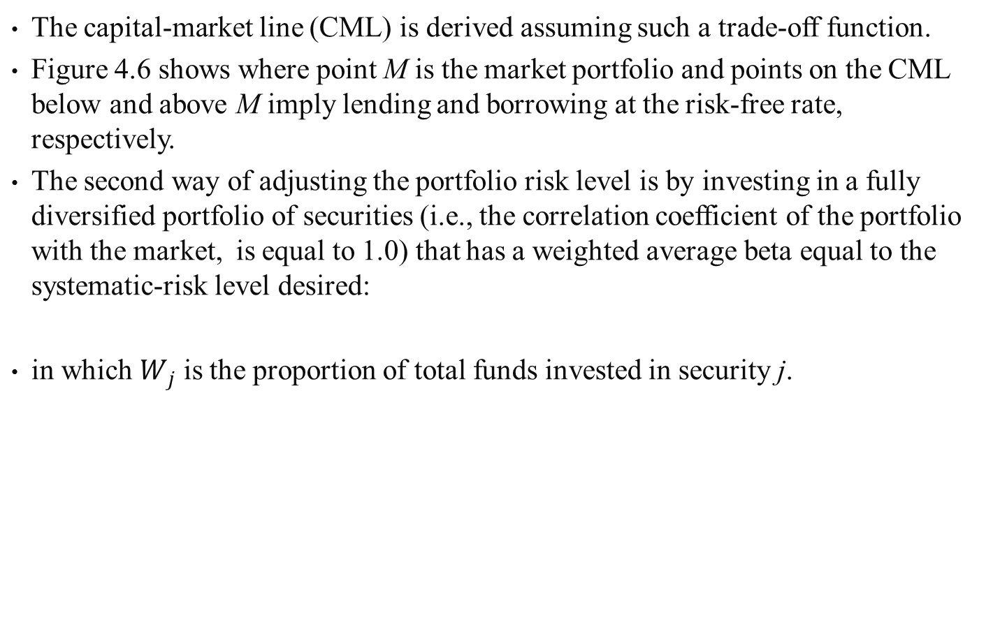 • The capital-market line (CML) is derived assuming such a trade-off function.
• Figure 4.6 shows where point M is the market portfolio and points on the CML
below and above M imply lending and borrowing at the risk-free rate,
respectively.
• The second way of adjusting the portfolio risk level is by investing in a fully
diversified portfolio of securities (i.e., the correlation coefficient of the portfolio
with the market,  is equal to 1.0) that has a weighted average beta equal to the
systematic-risk level desired:
• in which W_j is the proportion of total funds invested in security j.